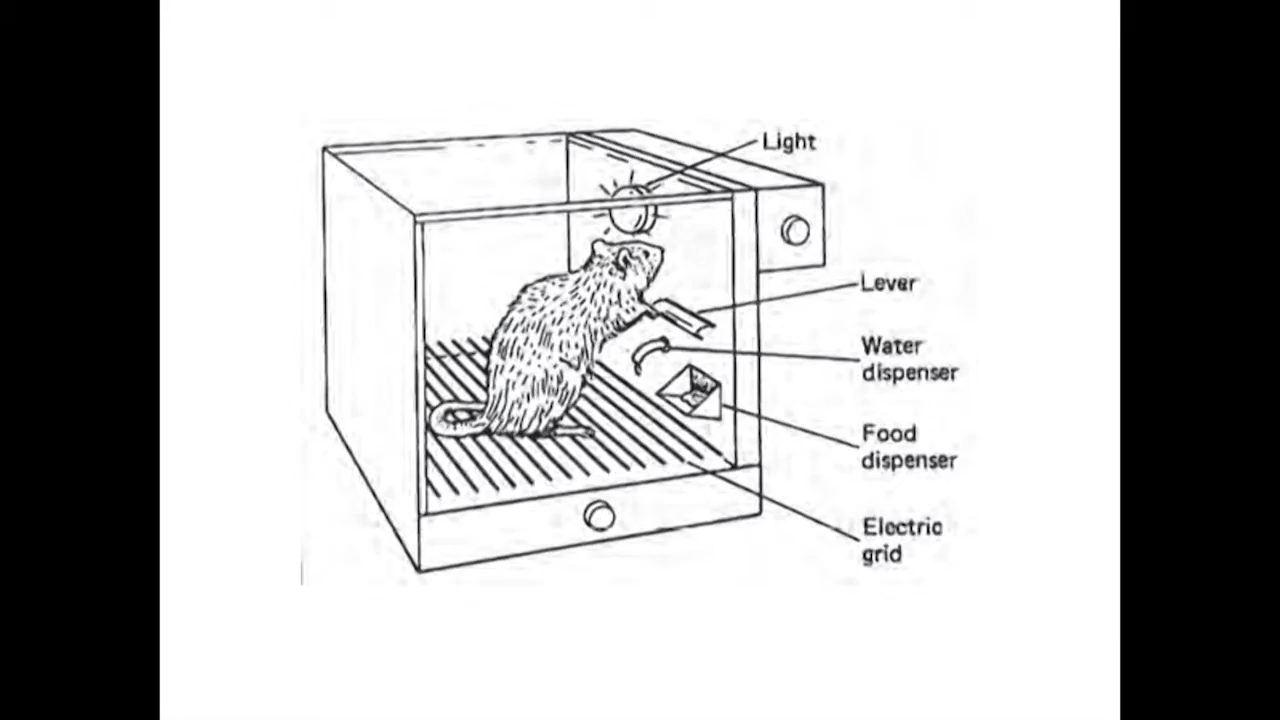 Light
Lever
Water
dispenser
Food
dispenser
Electric
grid